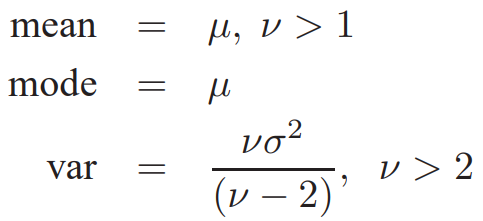 mean = μ, ν > 1
mode = μ
var = νσ² / (ν − 2), ν > 2